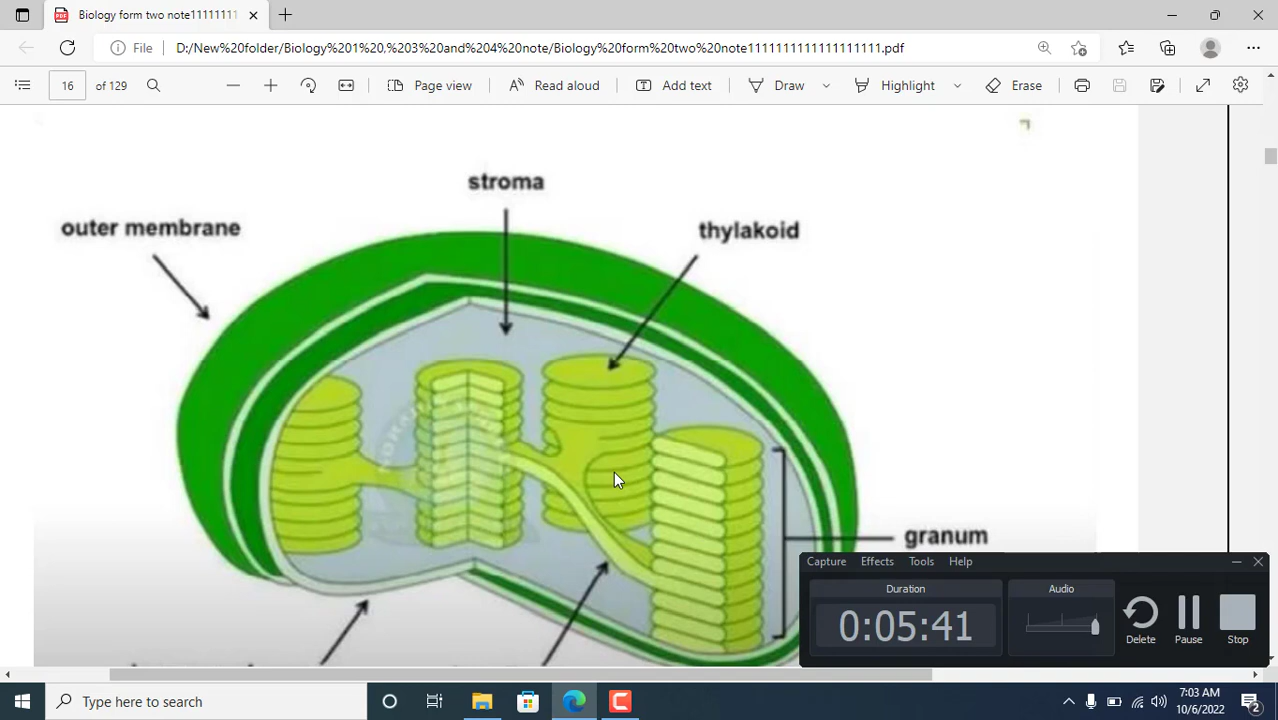 Biology form two note11111111
File
D:/New%20folder/Biology%201%20,%203%20and%204%20note/Biology%20form%20two%20note1111111111111111111.pdf
16 of 129
Page view
Read aloud
Add text
Draw
Highlight
Erase
stroma
outer membrane
thylakoid
granum
Capture Effects Tools Help
Duration
Audio
0:05:41
Delete
Pause
Stop
Type here to search
7:03 AM
10/6/2022
2